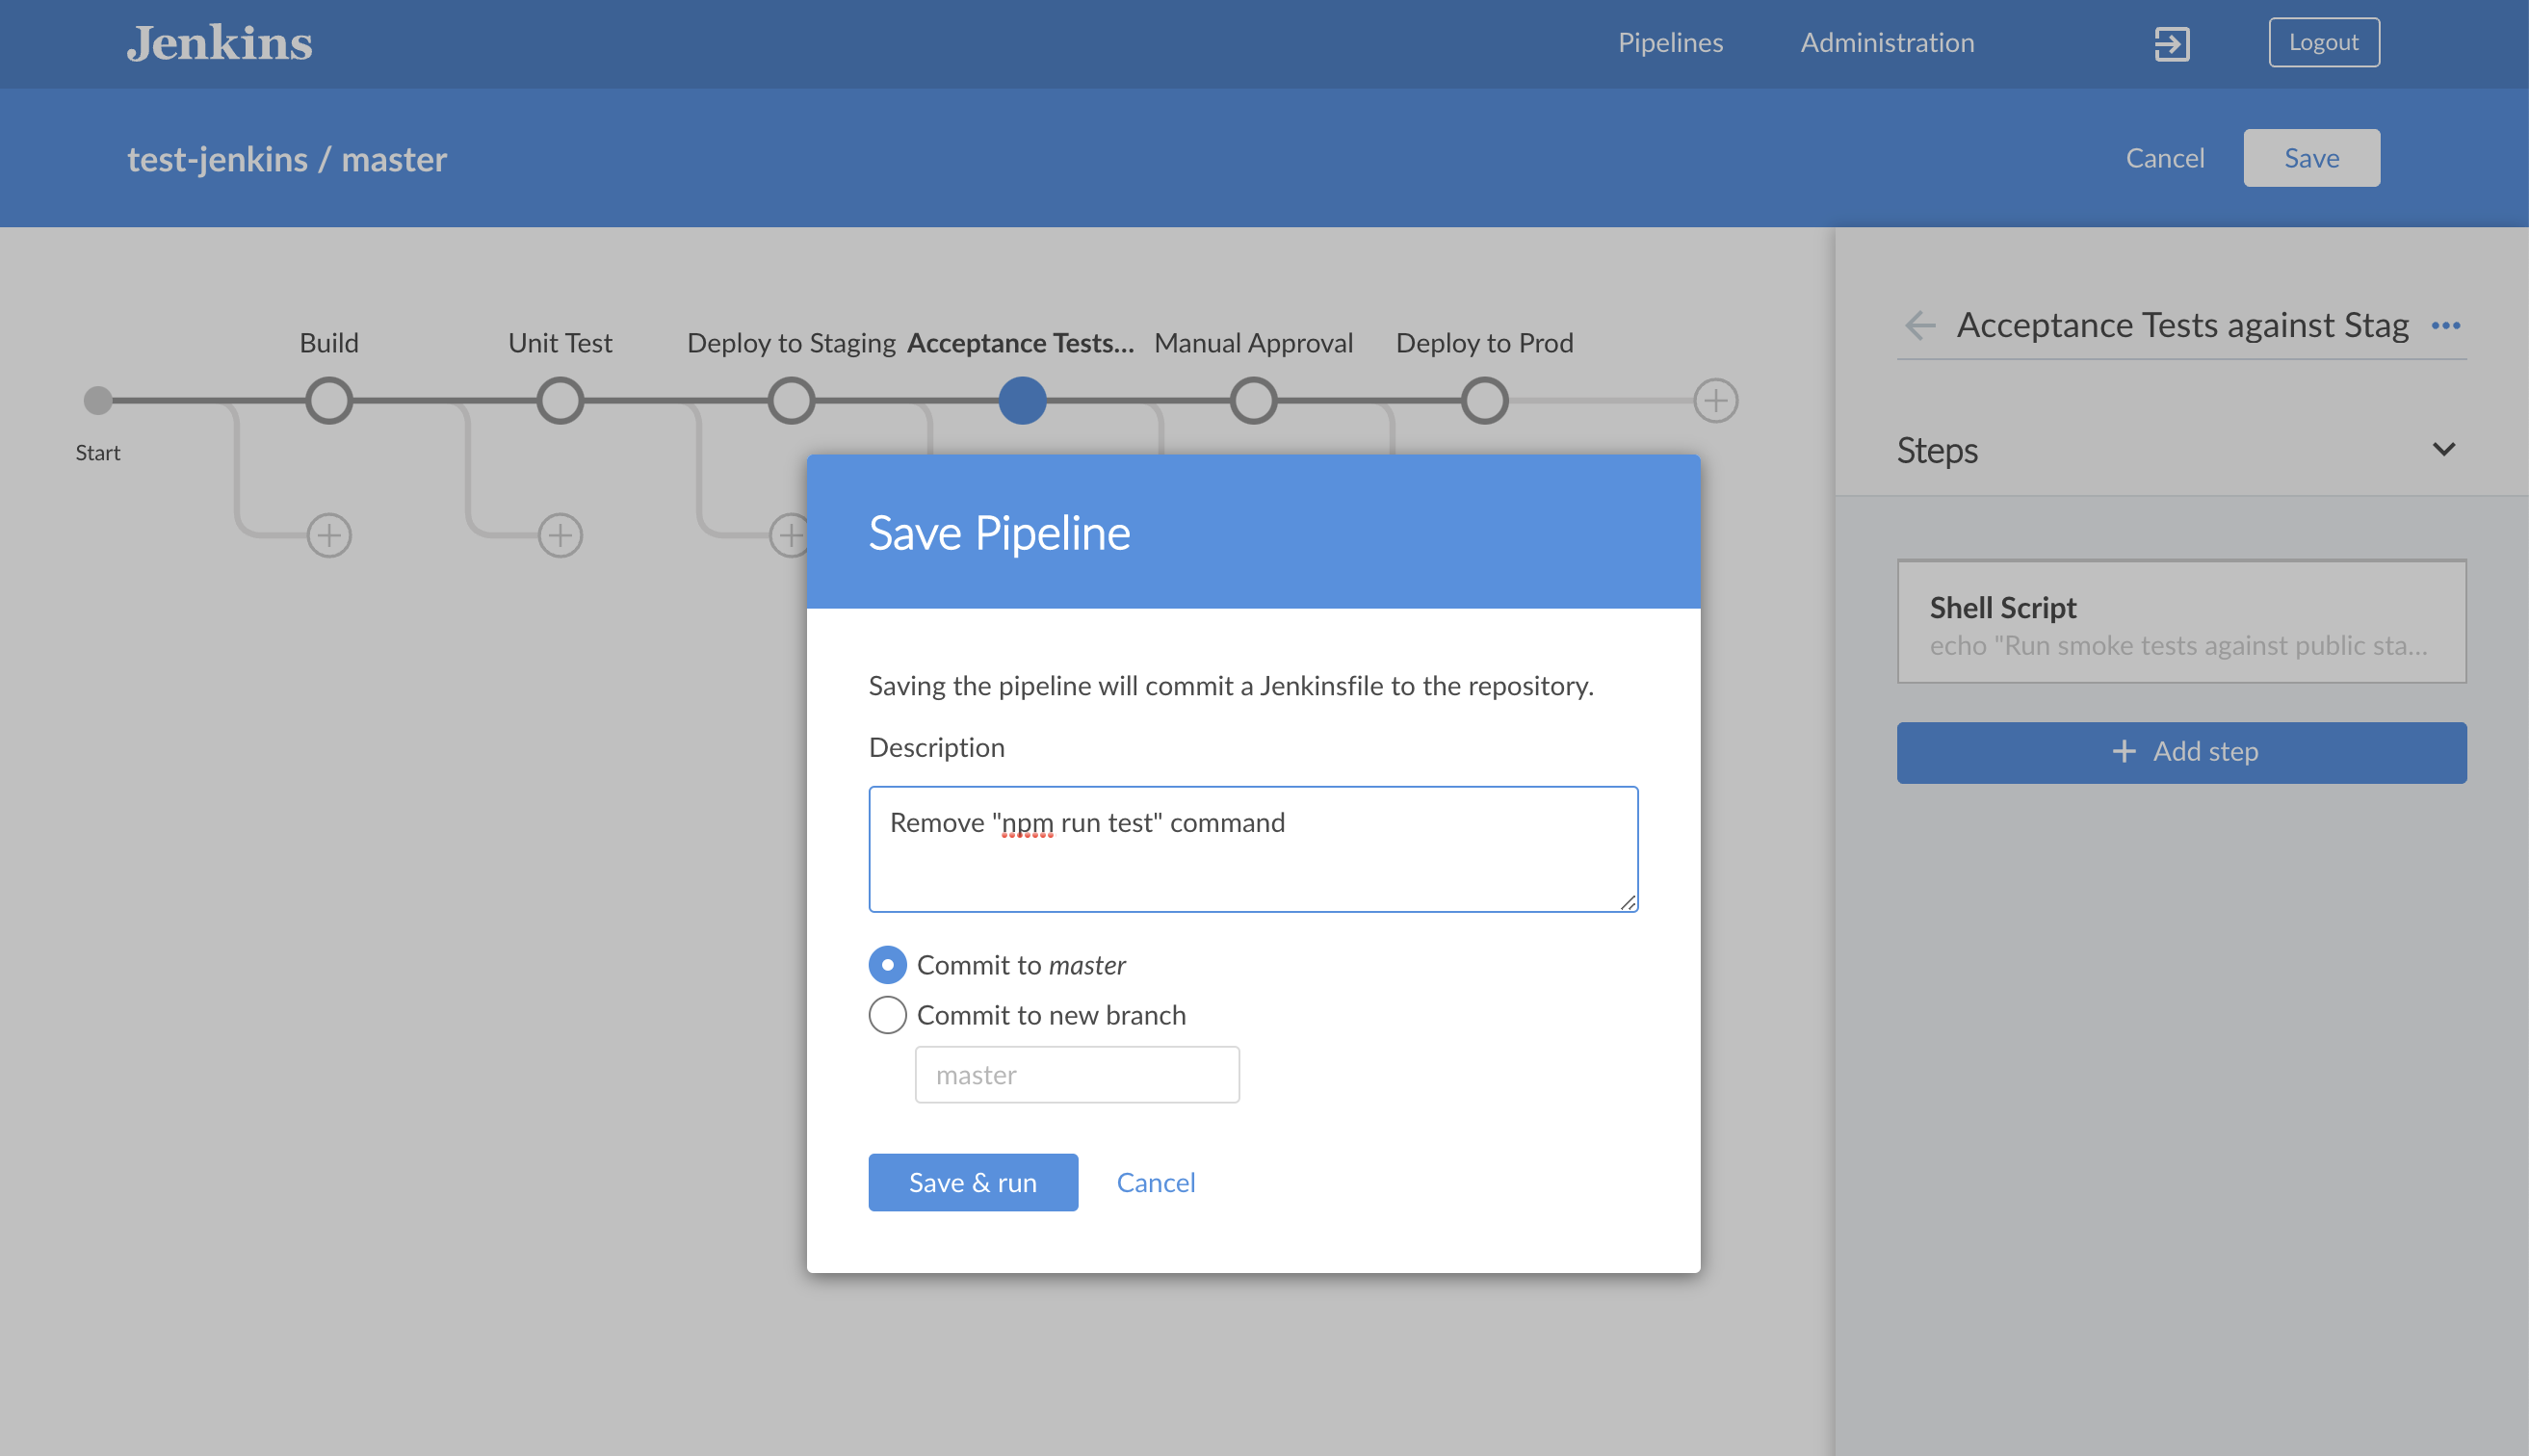 Jenkins
Pipelines
Administration
Logout
test-jenkins / master
Cancel
Save
Build
Unit Test
Deploy to Staging
Acceptance Tests...
Manual Approval
Deploy to Prod
Start
Acceptance Tests against Stag
Steps
Shell Script
echo "Run smoke tests against public sta...
Add step
Save Pipeline
Saving the pipeline will commit a Jenkinsfile to the repository.
Description
Remove "npm run test" command
Commit to master
Commit to new branch
master
Save & run
Cancel